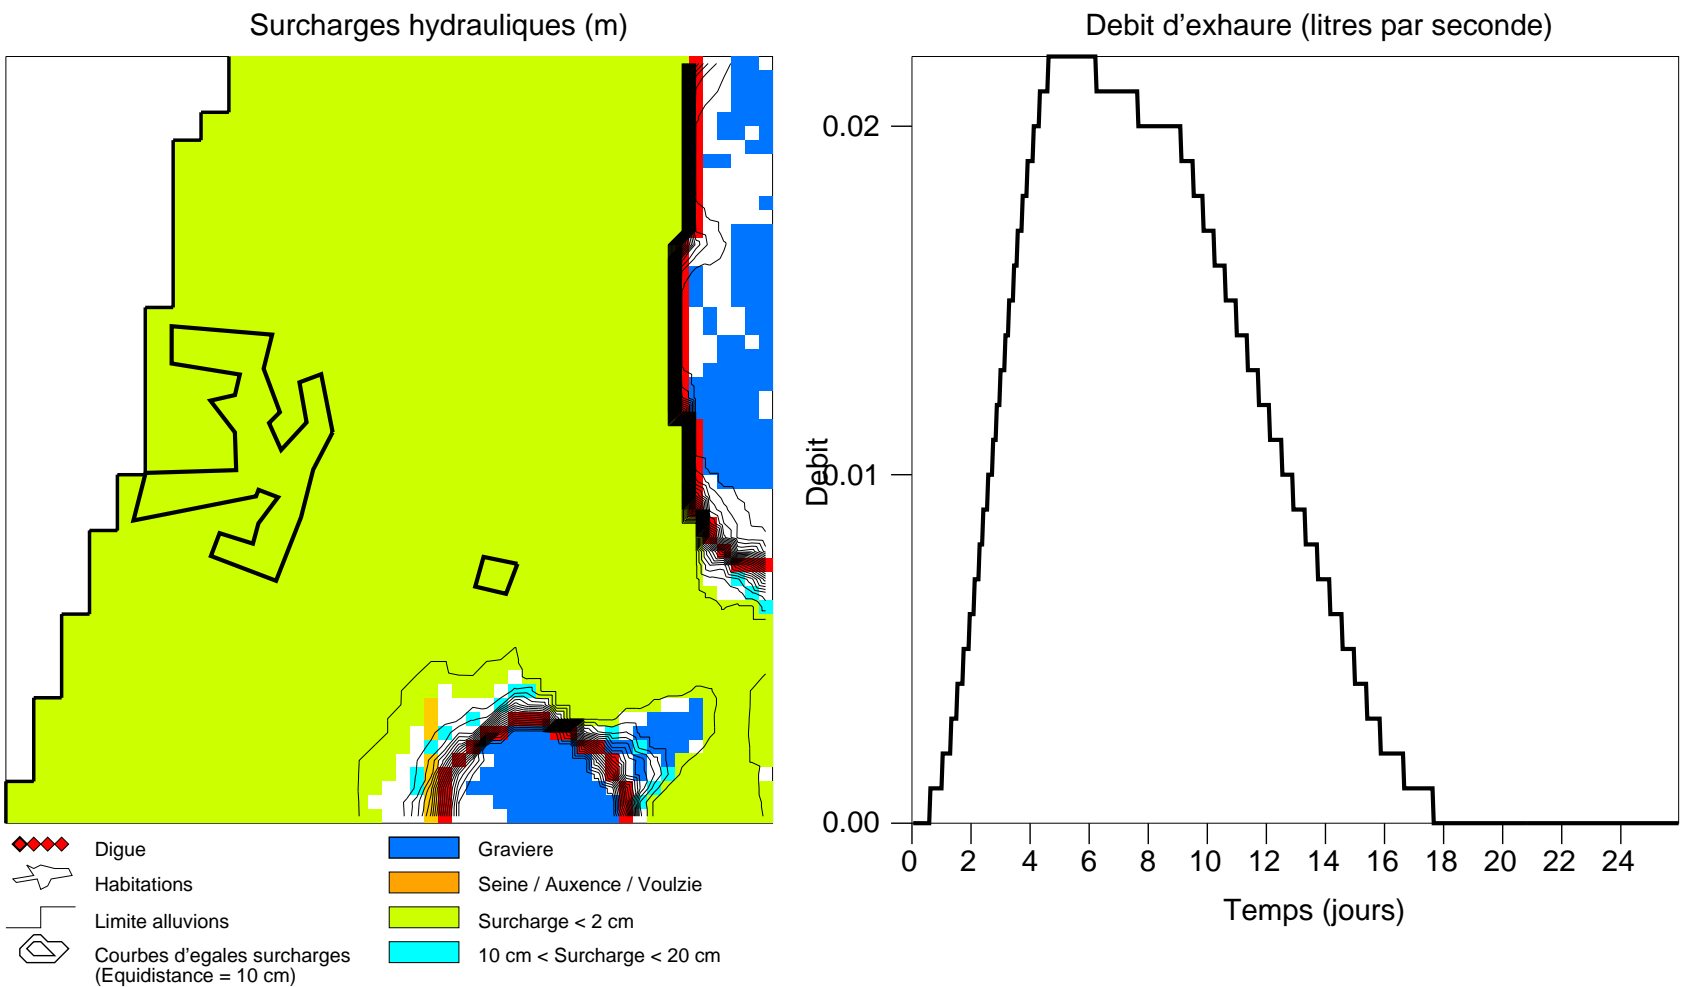 Surcharges hydrauliques (m)
Debit d'exhaure (litres par seconde)
0.02
0.01
0.00
Debit
0 2 4 6 8 10 12 14 16 18 20 22 24
Temps (jours)
Digue
Habitations
Limite alluvions
Courbes d'egales surcharges
(Equidistance = 10 cm)
Graviere
Seine / Auxence / Voulzie
Surcharge < 2 cm
10 cm < Surcharge < 20 cm